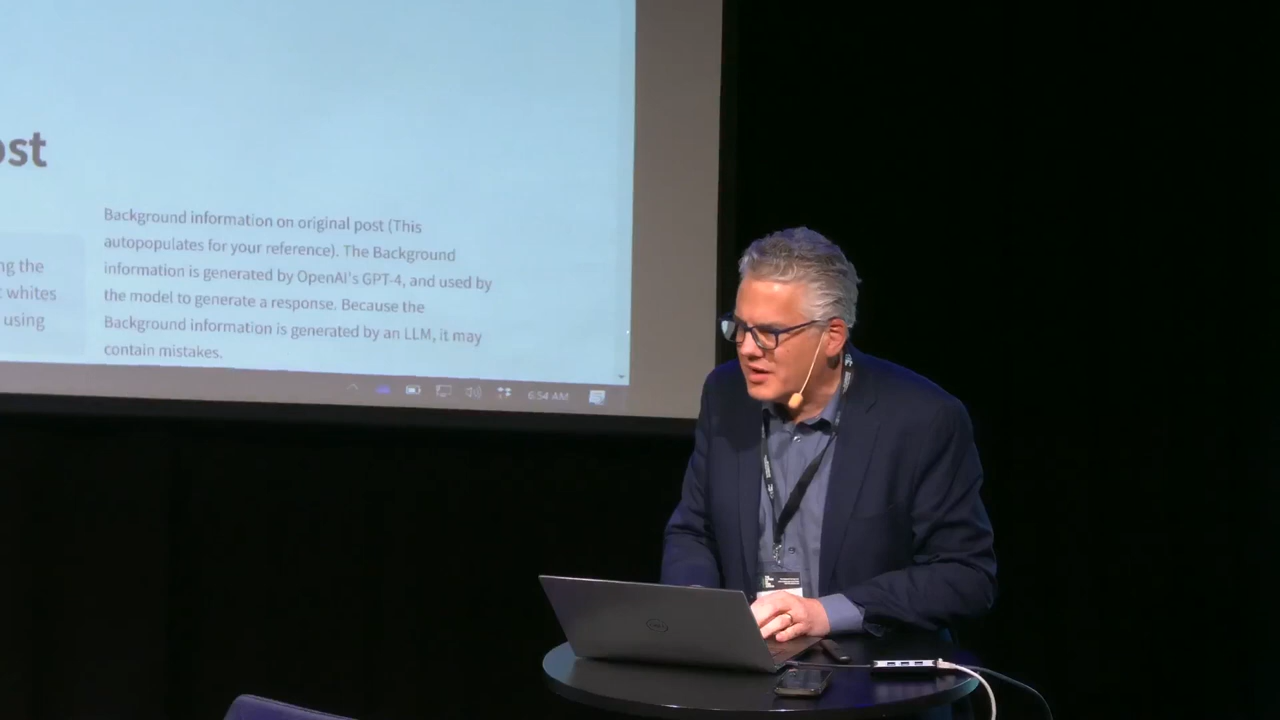 ost
ng the
whites
using
Background information on original post (This
autopopulates for your reference). The Background
information is generated by OpenAI's GPT-4, and used by
the model to generate a response. Because the
Background information is generated by an LLM, it may
contain mistakes.
6:54 AM
DELL